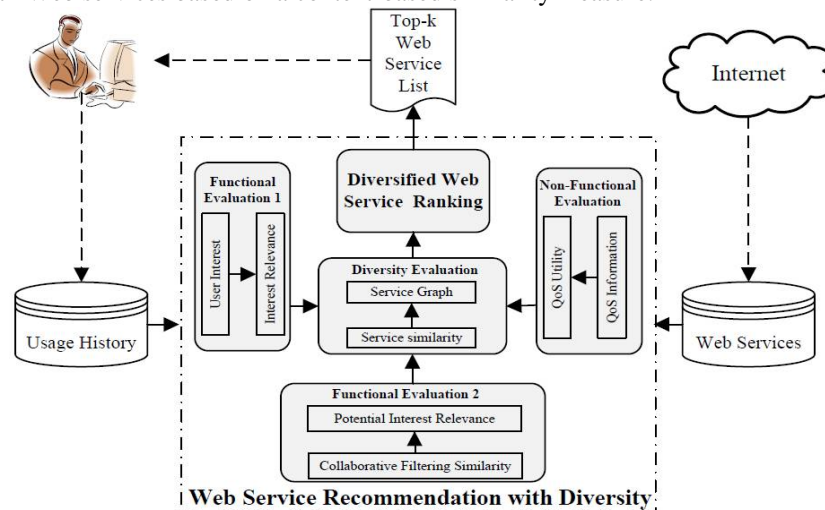 Top-k
Web
Service
List
Internet
Functional
Evaluation 1
User Interest
Interest Relevance
Diversified Web
Service Ranking
Non-Functional
Evaluation
QoS Utility
QoS Information
Diversity Evaluation
Service Graph
Service similarity
Usage History
Web Services
Functional Evaluation 2
Potential Interest Relevance
Collaborative Filtering Similarity
Web Service Recommendation with Diversity